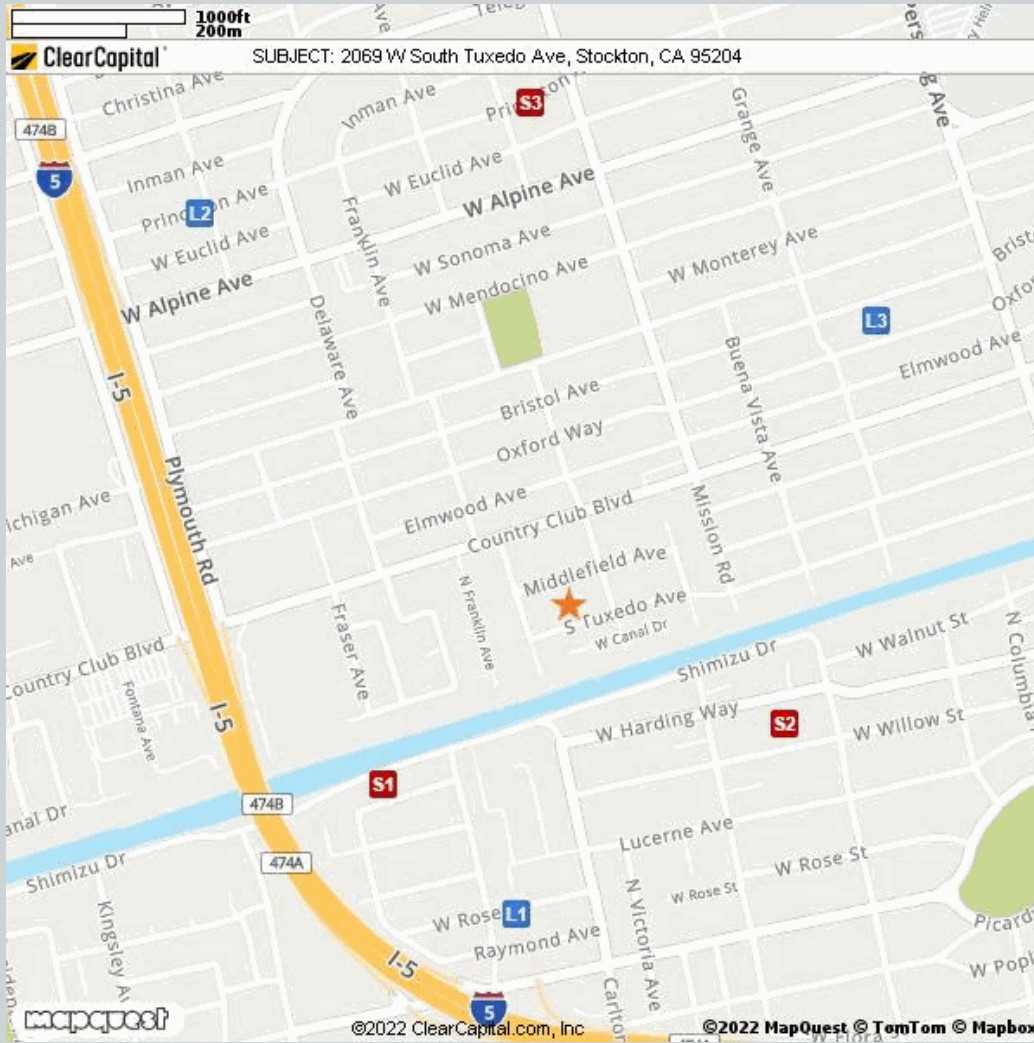 1000ft
200m
ClearCapital
SUBJECT: 2069 W South Tuxedo Ave, Stockton, CA 95204
Christina Ave
Inman Ave
S3
Grange Ave
474B
5
Inman Ave
W Euclid Ave
L2
W Alpine Ave
W Euclid Ave
Franklin Ave
W Sonoma Ave
W Monterey Ave
W Alpine Ave
W Mendocino Ave
Delaware Ave
L3
I-5
Buena Vista Ave
Elmwood Ave
Bristol Ave
Oxford Way
Plymouth Rd
Elmwood Ave
Country Club Blvd
Mission Rd
Ave
Middlefield Ave
N Franklin Ave
S Tuxedo Ave
W Canal Dr
Fraser Ave
Country Club Blvd
Fontana Ave
Shimizu Dr
W Walnut St
I-5
W Harding Way
S2
W Willow St
S1
474B
Lucerne Ave
474A
Shimizu Dr
W Rose St
W Rose St
N Victoria Ave
W Rose
L1
Raymond Ave
I-5
5
mapquest
©2022 ClearCapital.com, Inc
©2022 MapQuest © TomTom © Mapbox